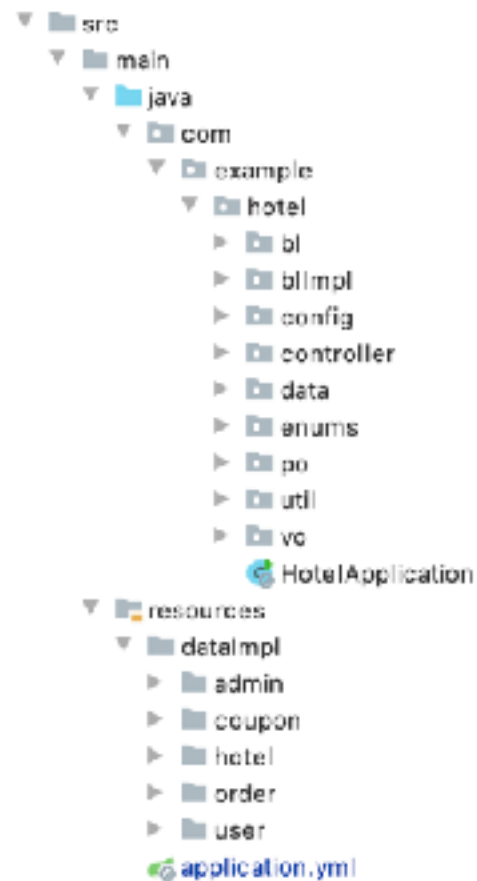 src
main
java
com
example
hotel
bl
blImpl
config
controller
data
enums
po
util
vo
HotelApplication
resources
dataImpl
admin
coupon
hotel
order
user
application.yml